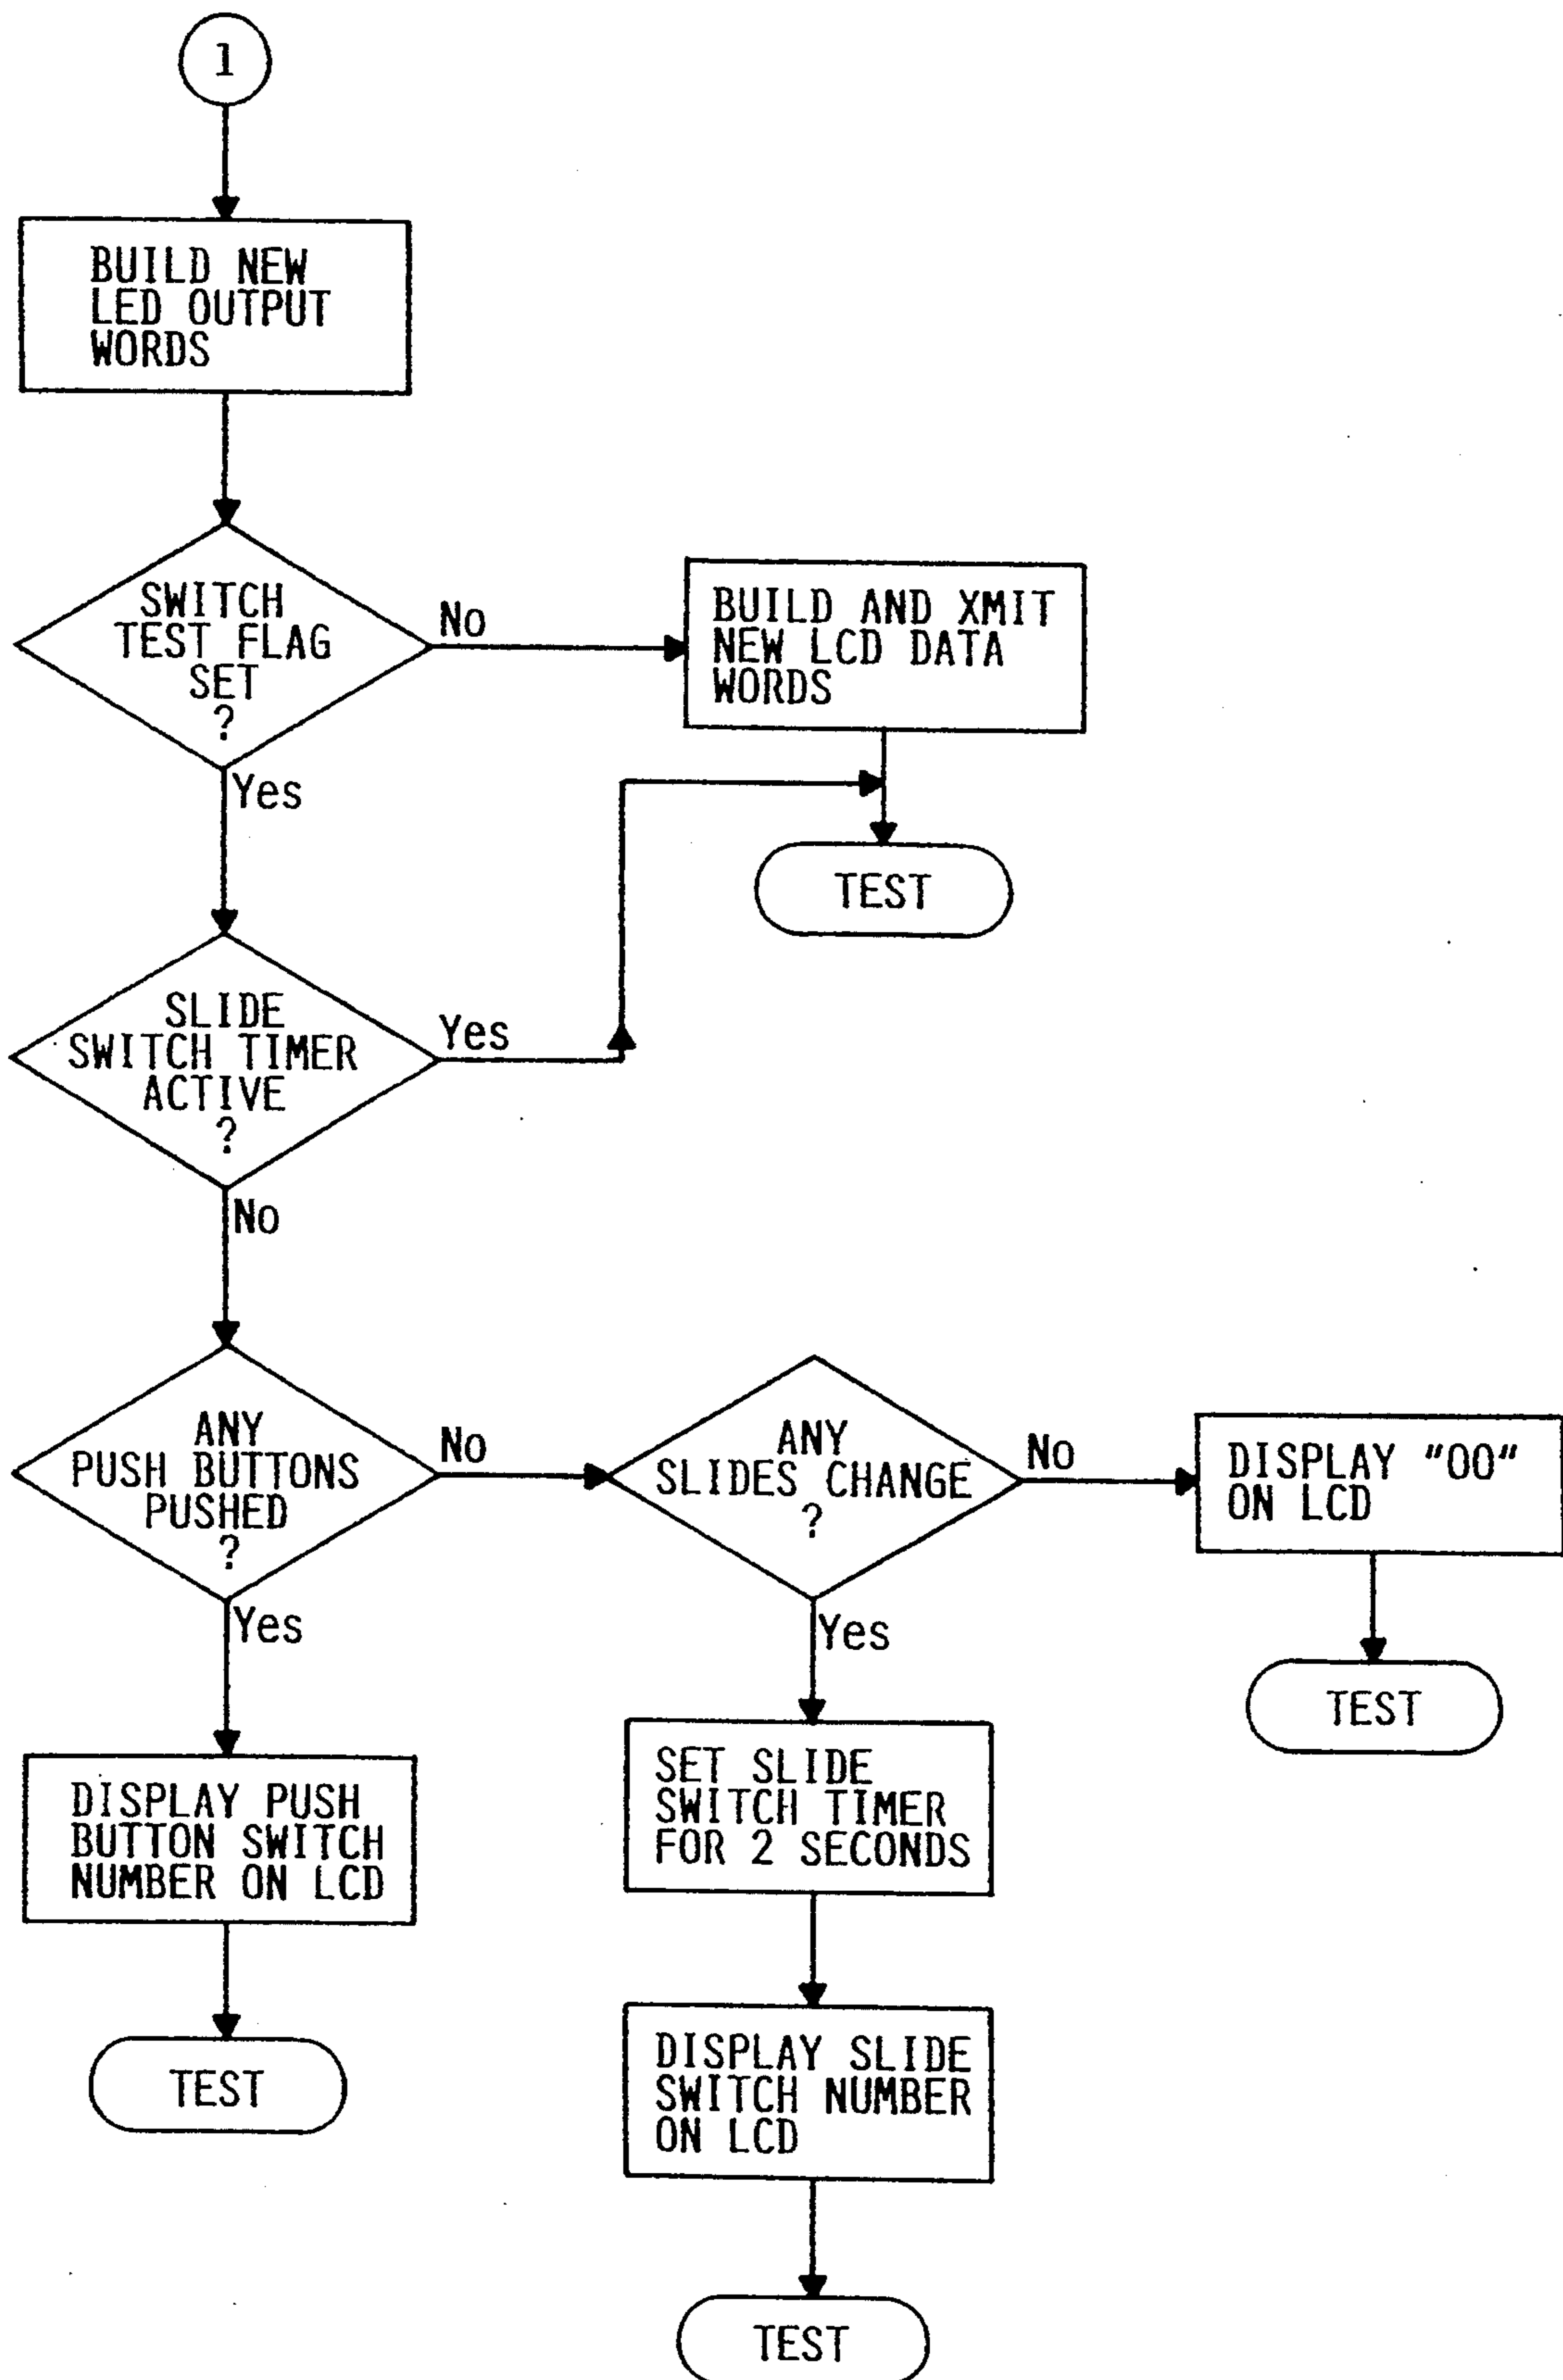 1
BUILD NEW
LED OUTPUT
WORDS
SWITCH
TEST FLAG
SET
?
No
BUILD AND XMIT
NEW LCD DATA
WORDS
Yes
TEST
SLIDE
SWITCH TIMER
ACTIVE
?
Yes
No
ANY
PUSH BUTTONS
PUSHED
?
No
ANY
SLIDES CHANGE
?
No
DISPLAY "00"
ON LCD
Yes
Yes
TEST
DISPLAY PUSH
BUTTON SWITCH
NUMBER ON LCD
SET SLIDE
SWITCH TIMER
FOR 2 SECONDS
TEST
DISPLAY SLIDE
SWITCH NUMBER
ON LCD
TEST